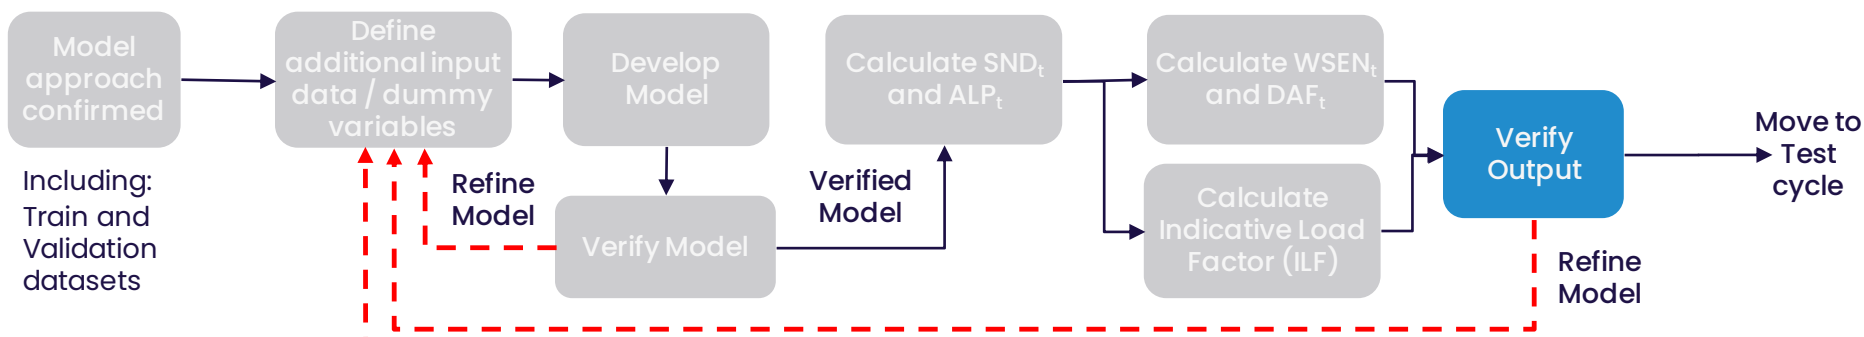 Model
approach
confirmed
Including:
Train and
Validation
datasets
Define
additional input
data / dummy
variables
Refine
Model
Develop
Model
Verify Model
Verified
Model
Calculate SNDt
and ALPt
Calculate WSENt
and DAFt
Calculate
Indicative Load
Factor (ILF)
Verify
Output
Refine
Model
Move to
Test
cycle